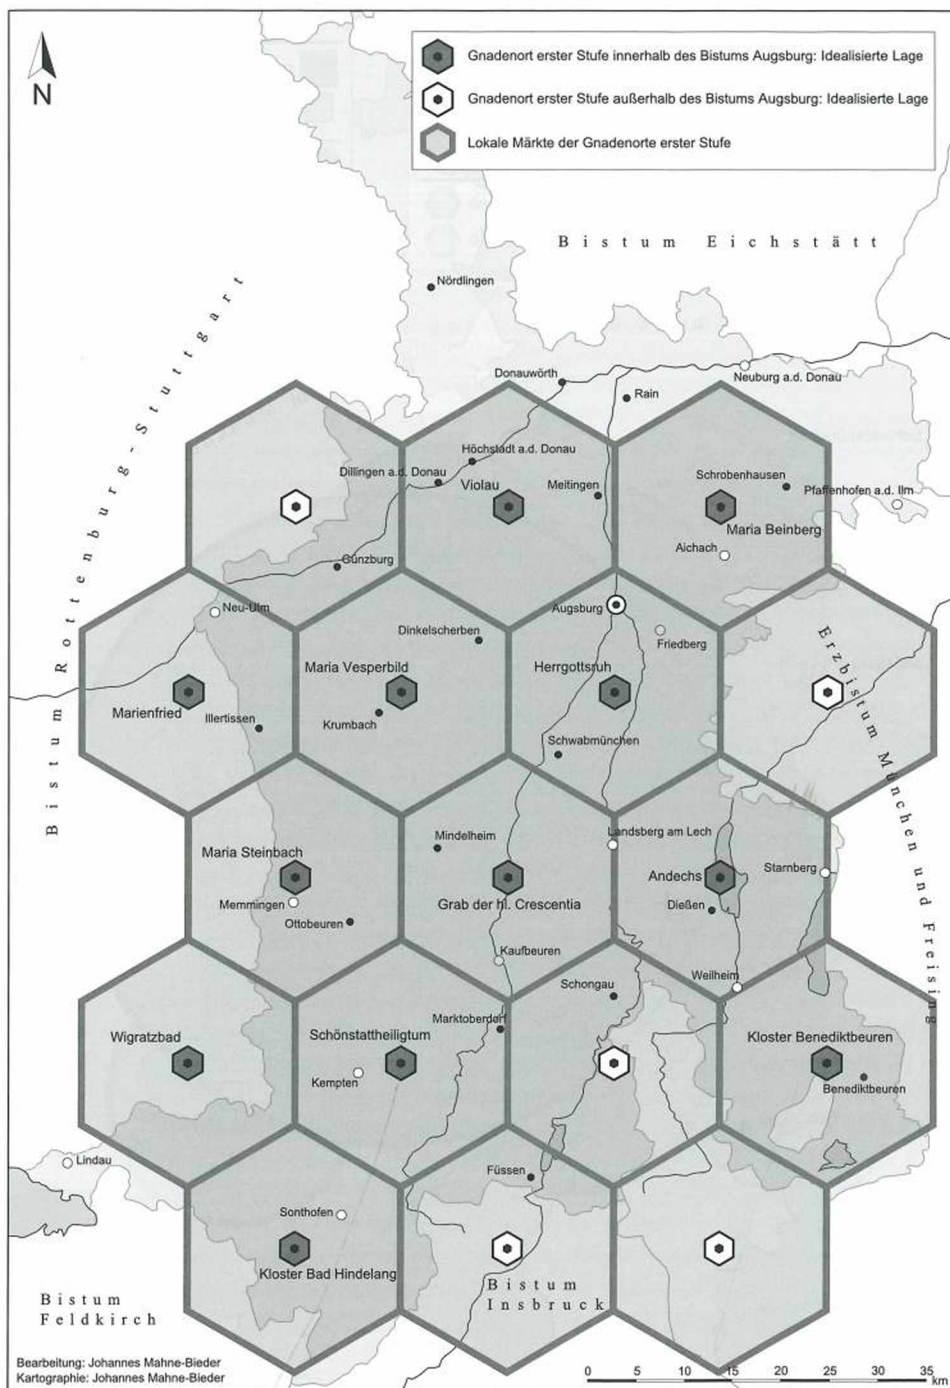 N
Gnadenort erster Stufe innerhalb des Bistums Augsburg: Idealisierte Lage
Gnadenort erster Stufe außerhalb des Bistums Augsburg: Idealisierte Lage
Lokale Märkte der Gnadenorte erster Stufe
Bistum Eichstätt
Bistum Rottenburg-Stuttgart
Nördlingen
Donauwörth
Neuburg a.d. Donau
Rain
Höchstädt a.d. Donau
Dillingen a.d. Donau
Violau
Meitingen
Schrobenhausen
Pfaffenhofen a.d. Ilm
Maria Beinberg
Aichach
Günzburg
Neu-Ulm
Augsburg
Dinkelscherben
Friedberg
Erzbistum München und Freising
Maria Vesperbild
Herrgottsruh
Marienfried
Illertissen
Krumbach
Schwabmünchen
Mindelheim
Landsberg am Lech
Maria Steinbach
Andechs
Starnberg
Memmingen
Grab der hl. Crescentia
Dießen
Ottobeuren
Kaufbeuren
Schongau
Weilheim
Marktoberdorf
Wigratzbad
Schönstattheiligtum
Kloster Benediktbeuren
Kempten
Benediktbeuren
Lindau
Füssen
Sonthofen
Kloster Bad Hindelang
Bistum
Insbruck
Bistum
Feldkirch
Bearbeitung: Johannes Mahne-Bieder
Kartographie: Johannes Mahne-Bieder
0 5 10 15 20 25 30 35
km